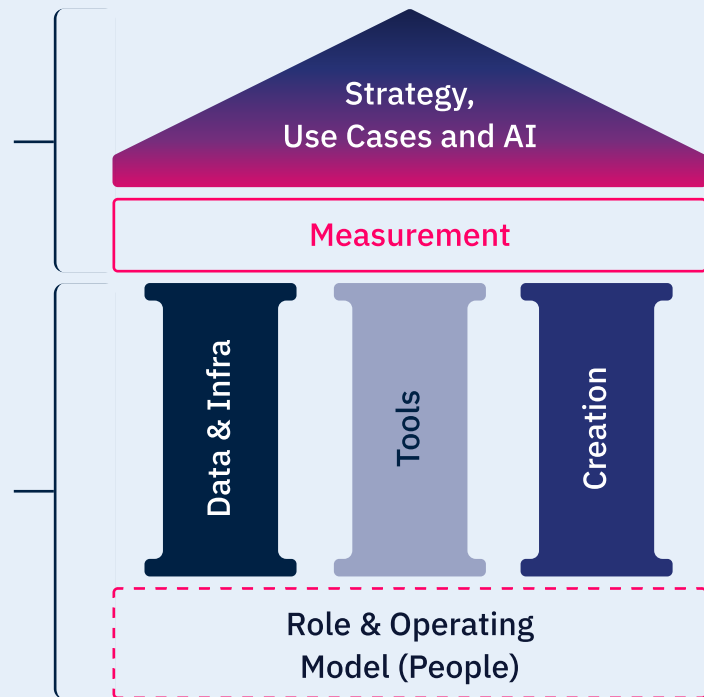 Strategy,
Use Cases and AI
Measurement
Data & Infra
Tools
Creation
Role & Operating
Model (People)